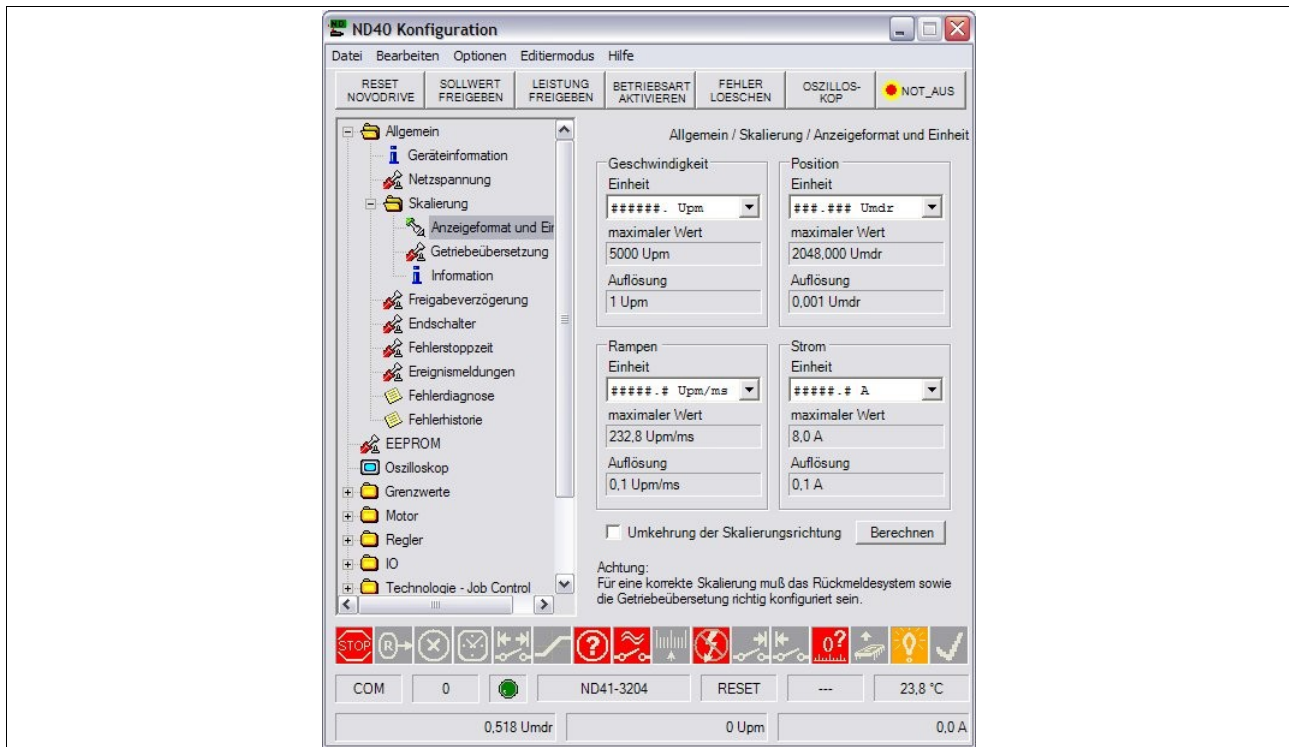 ND40 Konfiguration
Datei Bearbeiten Optionen Editiermodus Hilfe
RESET NOVODRIVE
SOLLWERT FREIGEBEN
LEISTUNG FREIGEBEN
BETRIEBSART AKTIVIEREN
FEHLER LOESCHEN
OSZILLOS-KOP
NOT_AUS
Allgemein
Geräteinformation
Netzspannung
Skalierung
Anzeigeformat und Ein
Getriebeübersetzung
Information
Freigabeverzögerung
Endschalter
Fehlerstoppzeit
Ereignismeldungen
Fehlerdiagnose
Fehlerhistorie
EEPROM
Oszilloskop
Grenzwerte
Motor
Regler
IO
Technologie - Job Control
Allgemein / Skalierung / Anzeigeformat und Einheit
Geschwindigkeit
Einheit
######. Upm
maximaler Wert
5000 Upm
Auflösung
1 Upm
Position
Einheit
###.### Umdr
maximaler Wert
2048,000 Umdr
Auflösung
0,001 Umdr
Rampen
Einheit
#####.# Upm/ms
maximaler Wert
232,8 Upm/ms
Auflösung
0,1 Upm/ms
Strom
Einheit
#####.# A
maximaler Wert
8,0 A
Auflösung
0,1 A
Umkehrung der Skalierungsrichtung
Berechnen
Achtung:
Für eine korrekte Skalierung muß das Rückmeldesystem sowie
die Getriebeübersetung richtig konfiguriert sein.
STOP
R
?
0?
COM 0 ND41-3204 RESET --- 23,8 °C
0,518 Umdr 0 Upm 0,0 A